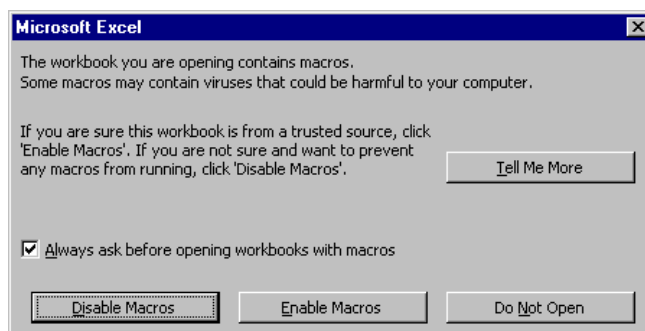 Microsoft Excel
The workbook you are opening contains macros.
Some macros may contain viruses that could be harmful to your computer.
If you are sure this workbook is from a trusted source, click
'Enable Macros'. If you are not sure and want to prevent
any macros from running, click 'Disable Macros'.
Tell Me More
Always ask before opening workbooks with macros
Disable Macros
Enable Macros
Do Not Open